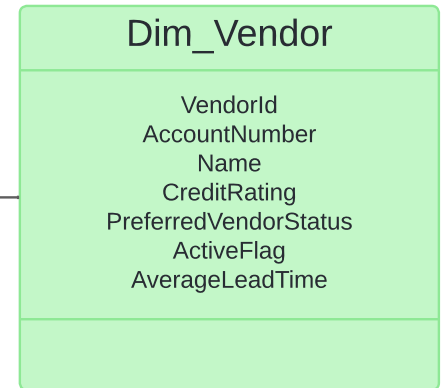 Dim_Vendor
VendorId
AccountNumber
Name
CreditRating
PreferredVendorStatus
ActiveFlag
AverageLeadTime